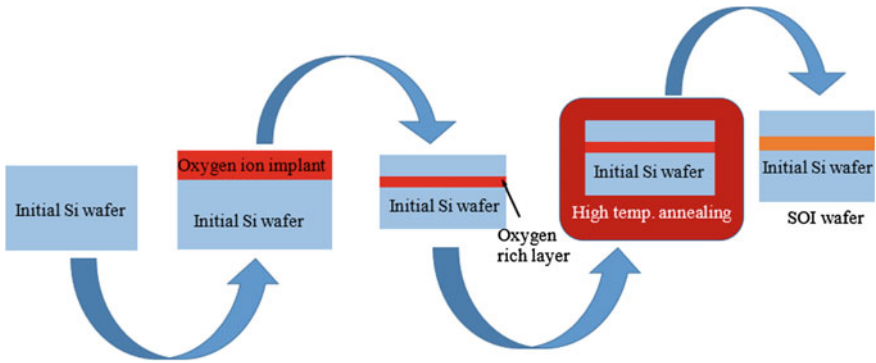 Initial Si wafer
Oxygen ion implant
Initial Si wafer
Initial Si wafer
Oxygen
rich layer
Initial Si wafer
High temp. annealing
Initial Si wafer
SOI wafer